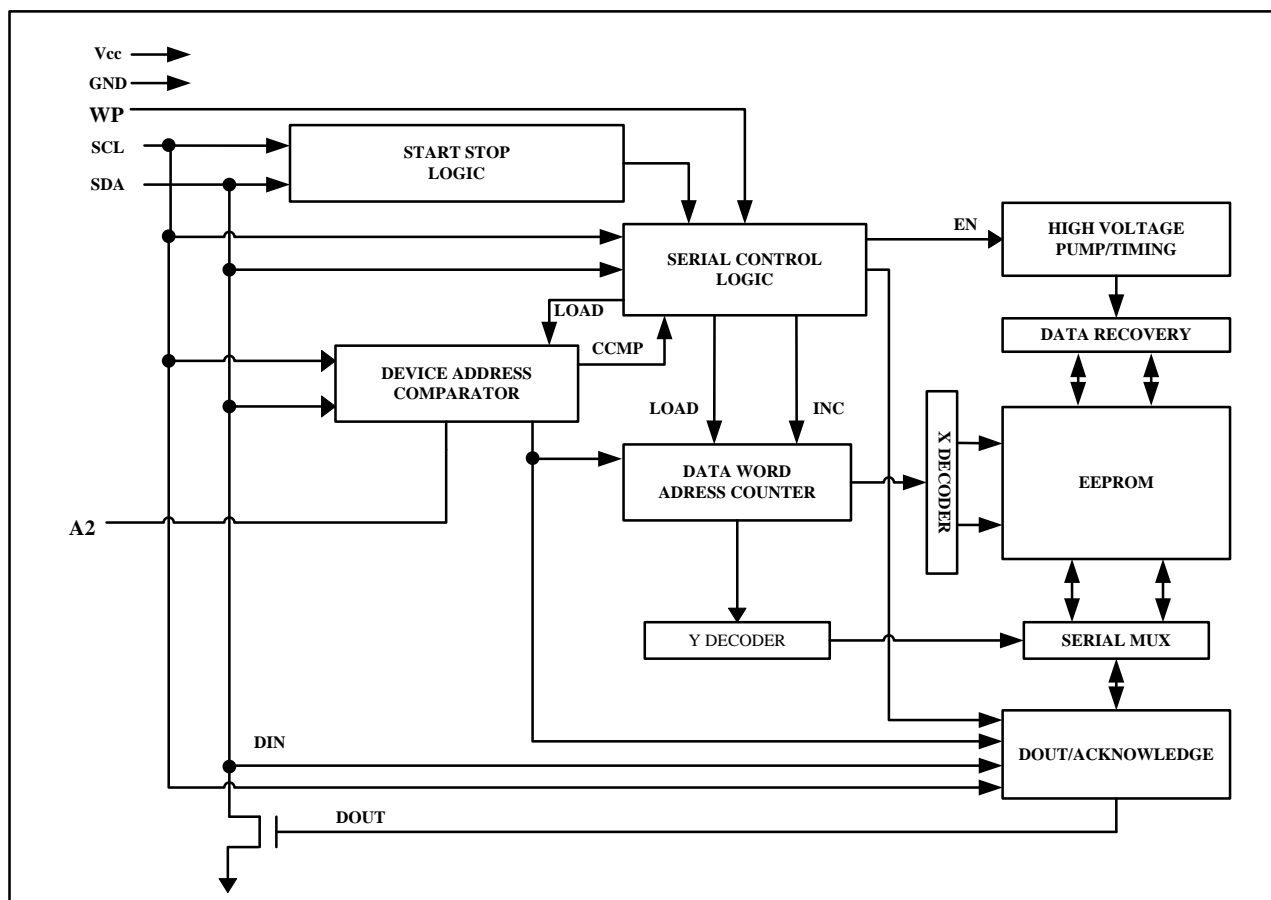 Vcc
GND
WP
SCL
SDA
START STOP
LOGIC
SERIAL CONTROL
LOGIC
EN
HIGH VOLTAGE
PUMP/TIMING
LOAD
CCMP
DATA RECOVERY
DEVICE ADDRESS
COMPARATOR
LOAD
INC
X DECODER
EEPROM
DATA WORD
ADRESS COUNTER
A2
Y DECODER
SERIAL MUX
DIN
DOUT/ACKNOWLEDGE
DOUT